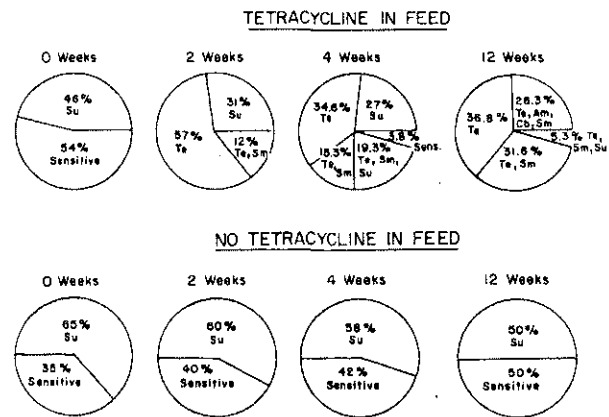 TETRACYCLINE IN FEED
0 Weeks
2 Weeks
4 Weeks
12 Weeks
46%
Su
54%
Sensitive
31%
Su
57%
Te
12%
Te, Sm
34.6%
Te
27%
Su
3.8%
Sens.
15.3%
Te,
Sm
19.3%
Te, Sm,
Su
36.8%
Te
26.3%
Te, Am,
Cb, Sm
5.3% Te,
Sm, Su
31.6%
Te, Sm
NO TETRACYCLINE IN FEED
0 Weeks
2 Weeks
4 Weeks
12 Weeks
65%
Su
35%
Sensitive
60%
Su
40%
Sensitive
58%
Su
42%
Sensitive
50%
Su
50%
Sensitive